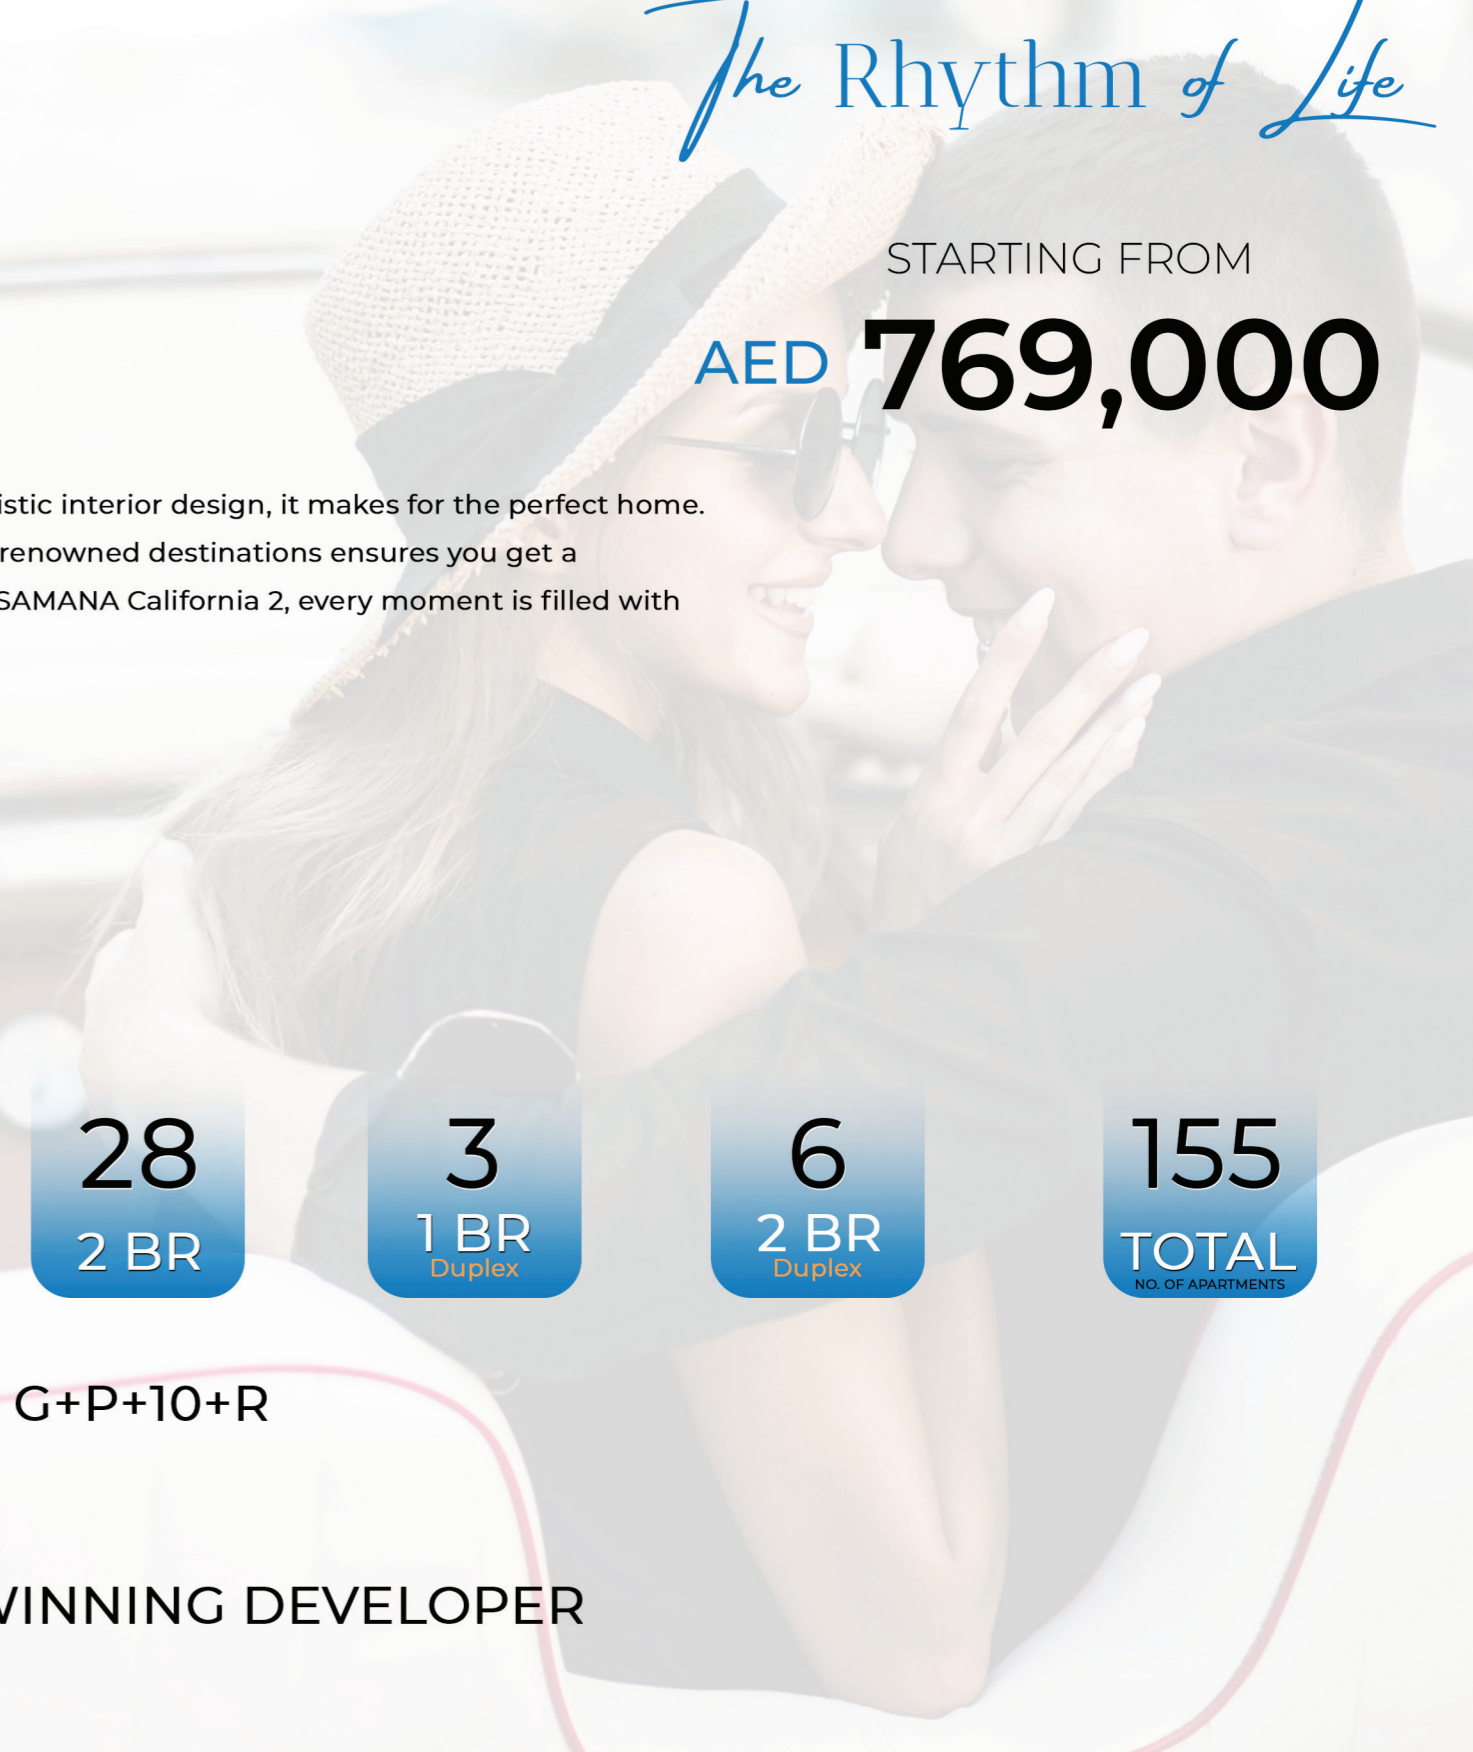 The Rhythm of Life
STARTING FROM
AED 769,000
interior design, it makes for the perfect home.
renowned destinations ensures you get a
SAMANA California 2, every moment is filled with
28
2 BR
3
1 BR
Duplex
6
2 BR
Duplex
155
TOTAL
NO. OF APARTMENTS
G+P+10+R
DEVELOPER